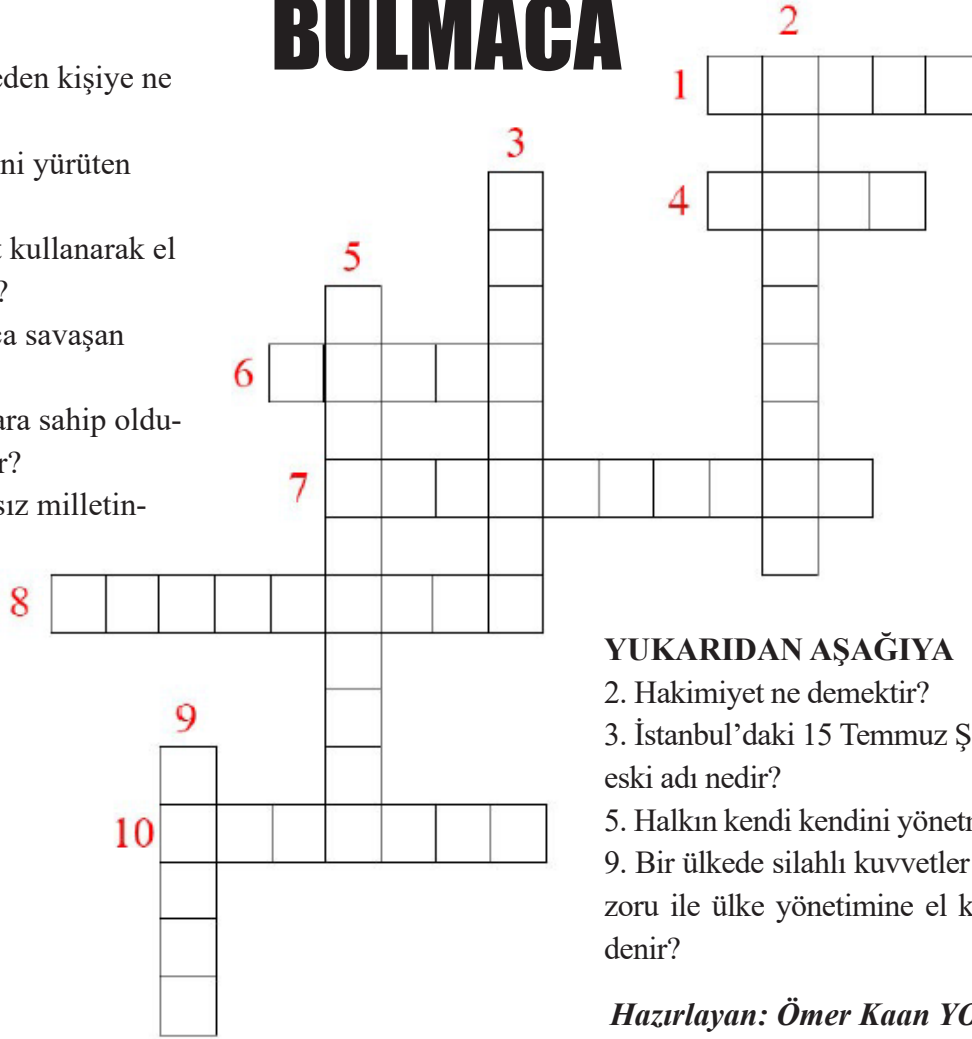 BULMACA
eden kişiye ne
ni yürüten
kullanarak el
?
ca savaşan
ara sahip oldu-
r?
sız milletin-
1
2
3
4
5
6
7
8
9
10
YUKARIDAN AŞAĞIYA
2. Hakimiyet ne demektir?
3. İstanbul’daki 15 Temmuz Ş
eski adı nedir?
5. Halkın kendi kendini yönetm
9. Bir ülkede silahlı kuvvetler
zoru ile ülke yönetimine el k
denir?
Hazırlayan: Ömer Kaan YO